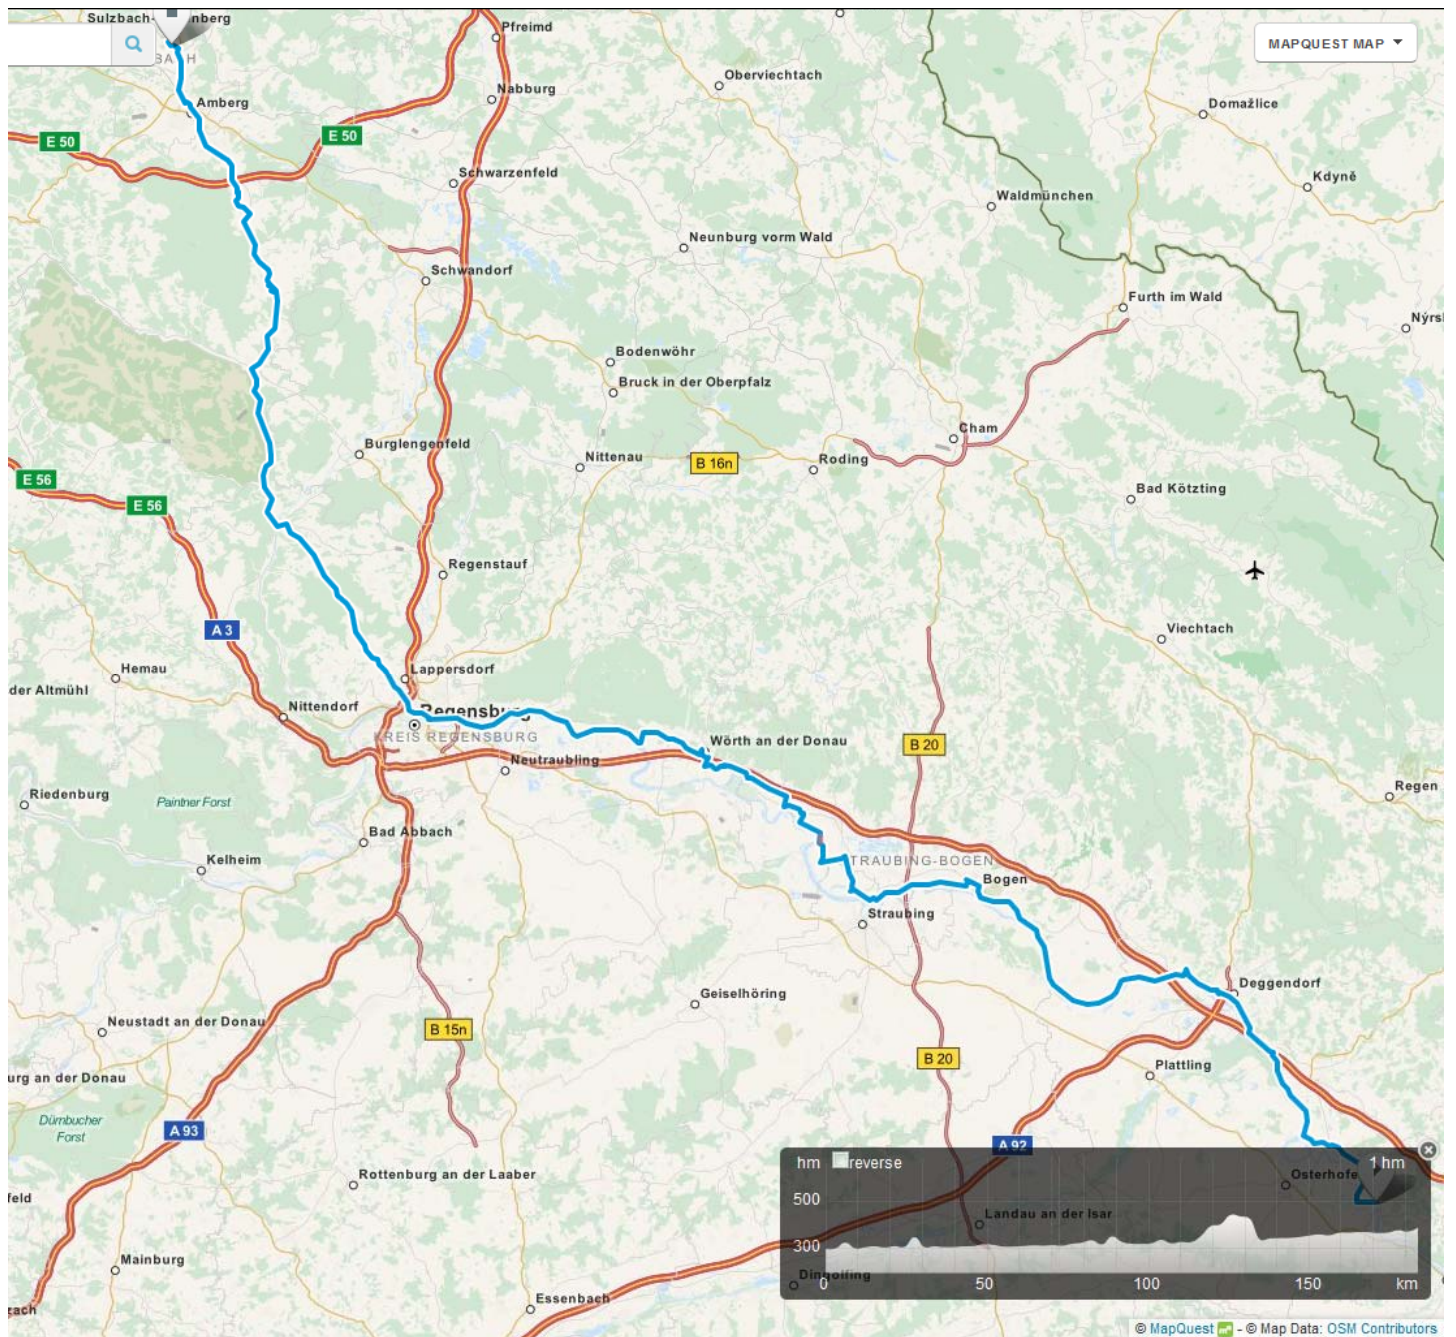 Sulzbach-
nberg
Pfreimd
MAPQUEST MAP
BACH
Oberviechtach
Nabburg
Amberg
Domažlice
E 50
E 50
Schwarzenfeld
Kdyně
Waldmünchen
Neunburg vorm Wald
Schwandorf
Furth im Wald
Nýrs
Bodenwöhr
Bruck in der Oberpfalz
Cham
Burglengenfeld
Nittenau
B 16n
Roding
E 56
Bad Kötzting
E 56
Regenstauf
A 3
Viechtach
Hemau
Lappersdorf
der Altmühl
Nittendorf
Regensburg
KREIS REGENSBURG
Wörth an der Donau
B 20
Neutraubling
Regen
Riedenburg
Paintner Forst
Bad Abbach
Kelheim
TRAUBING-BOGEN
Bogen
Straubing
Deggendorf
Geiselhöring
Neustadt an der Donau
B 15n
B 20
Plattling
urg an der Donau
Dürnbucher
Forst
A 93
A 92
hm
reverse
1 hm
Rottenburg an der Laaber
Osterhofe
feld
500
Landau an der Isar
300
Mainburg
Dingolfing
0
50
100
150
km
Essenbach
zach
© MapQuest - © Map Data: OSM Contributors